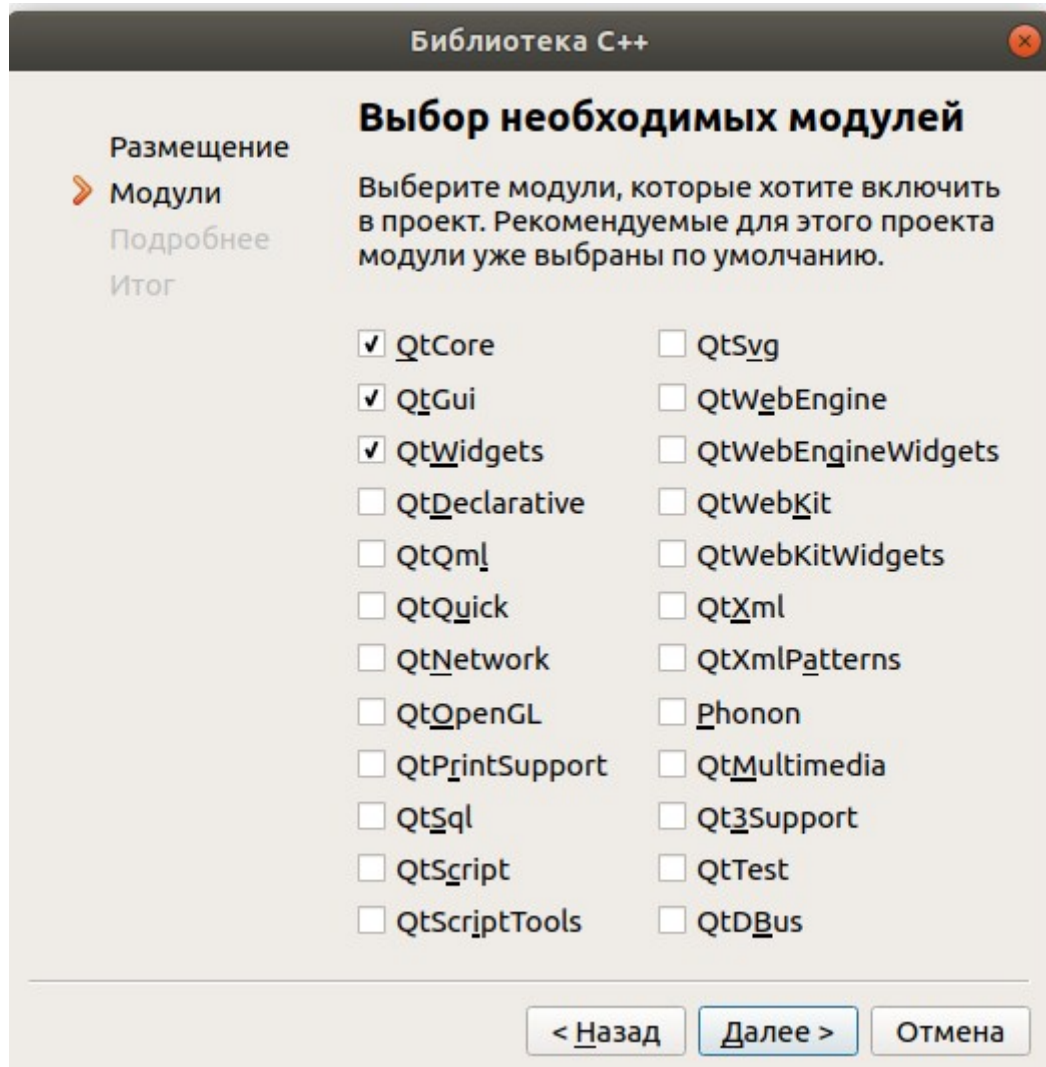 Библиотека C++
Размещение
Модули
Подробнее
Итог
Выбор необходимых модулей
Выберите модули, которые хотите включить
в проект. Рекомендуемые для этого проекта
модули уже выбраны по умолчанию.
QtCore
QtGui
QtWidgets
QtDeclarative
QtQml
QtQuick
QtNetwork
QtOpenGL
QtPrintSupport
QtSql
QtScript
QtScriptTools
QtSvg
QtWebEngine
QtWebEngineWidgets
QtWebKit
QtWebKitWidgets
QtXml
QtXmlPatterns
Phonon
QtMultimedia
Qt3Support
QtTest
QtDBus
< Назад
Далее >
Отмена